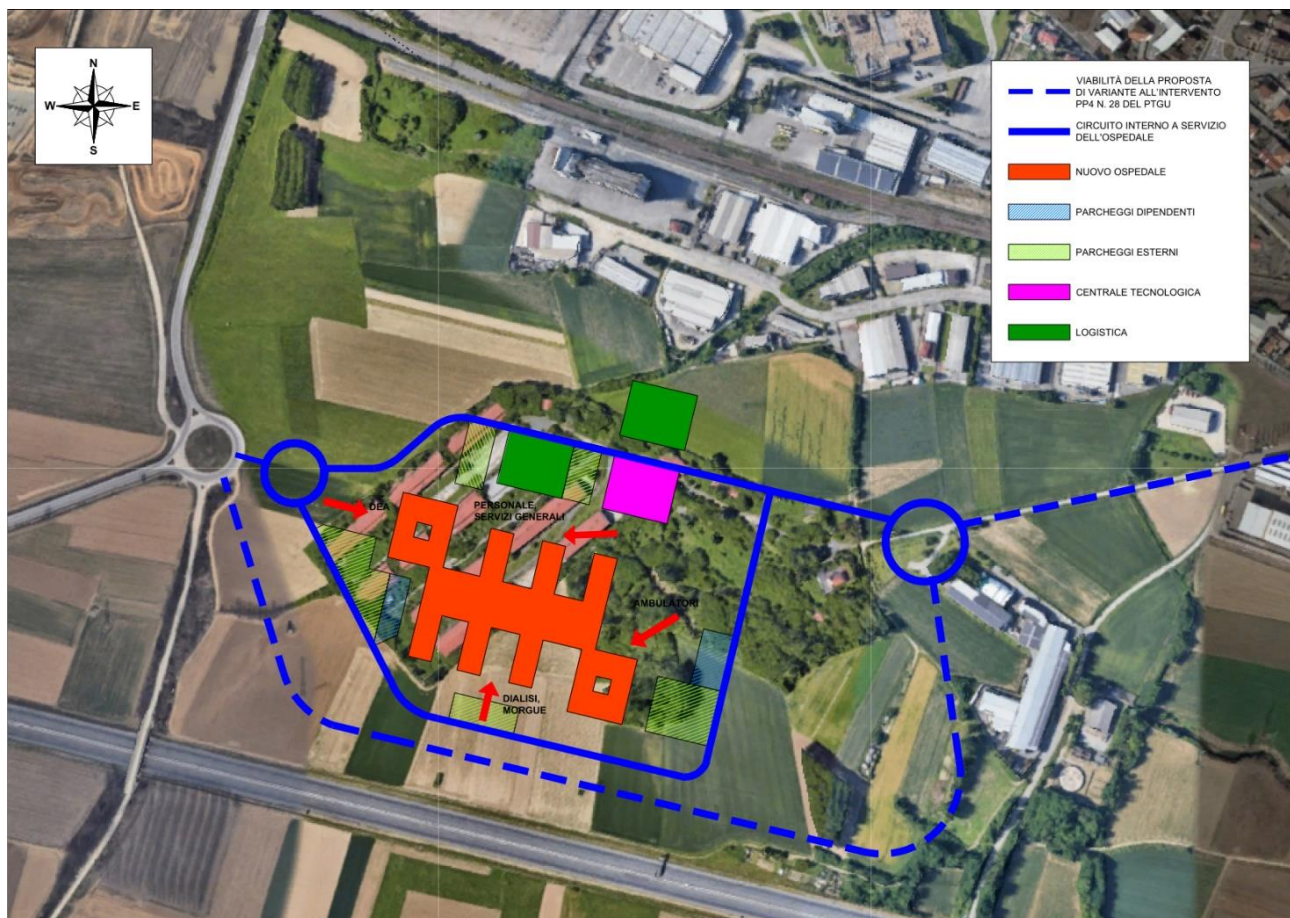 N
W
E
S
VIABILITÀ DELLA PROPOSTA
DI VARIANTE ALL'INTERVENTO
PP4 N. 28 DEL PTGU
CIRCUITO INTERNO A SERVIZIO
DELL'OSPEDALE
NUOVO OSPEDALE
PARCHEGGI DIPENDENTI
PARCHEGGI ESTERNI
CENTRALE TECNOLOGICA
LOGISTICA
DEA
PERSONALE,
SERVIZI GENERALI
AMBULATORI
DIALISI,
MORGUE